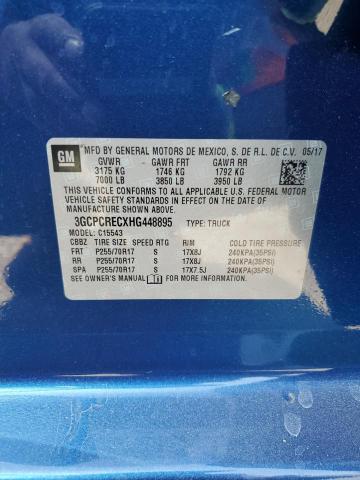 GM
MFD BY GENERAL MOTORS DE MEXICO, S. DE R.L. DE C.V. 05/17
GVWR GAWR FRT GAWR RR
3175 KG 1746 KG 1792 KG
7000 LB 3850 LB 3950 LB
THIS VEHICLE CONFORMS TO ALL APPLICABLE U.S. FEDERAL MOTOR
VEHICLE SAFETY STANDARDS IN EFFECT ON THE DATE OF
MANUFACTURE SHOWN ABOVE.
3GCPCRECXHG448895 TYPE: TRUCK
MODEL: C15543
CBBZ TIRE SIZE SPEED RTG RIM COLD TIRE PRESSURE
FRT P255/70R17 S 17X8J 240KPA(35PSI)
RR P255/70R17 S 17X8J 240KPA(35PSI)
SPA P255/70R17 S 17X7.5J 240KPA(35PSI)
SEE OWNER'S MANUAL FOR MORE INFORMATION.